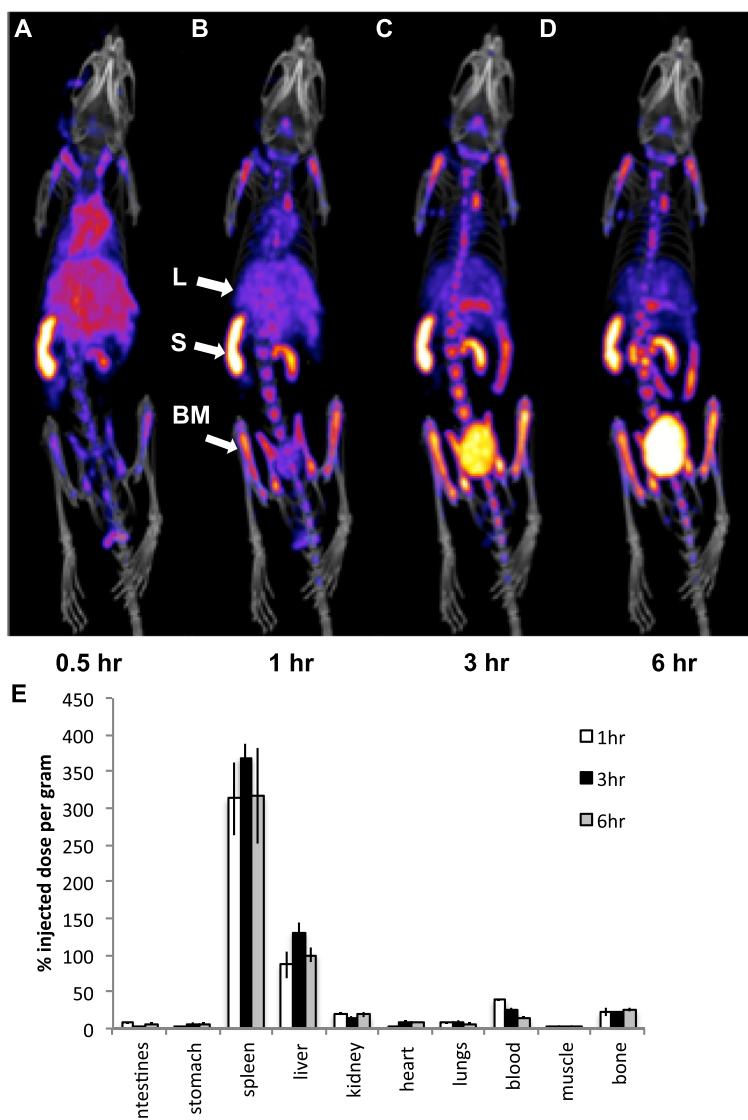 A B C D
L
S
BM
0.5 hr 1 hr 3 hr 6 hr
E
450
400
350
300
250
200
150
100
50
0
% injected dose per gram
1hr
3hr
6hr
ntestines
stomach
spleen
liver
kidney
heart
lungs
blood
muscle
bone